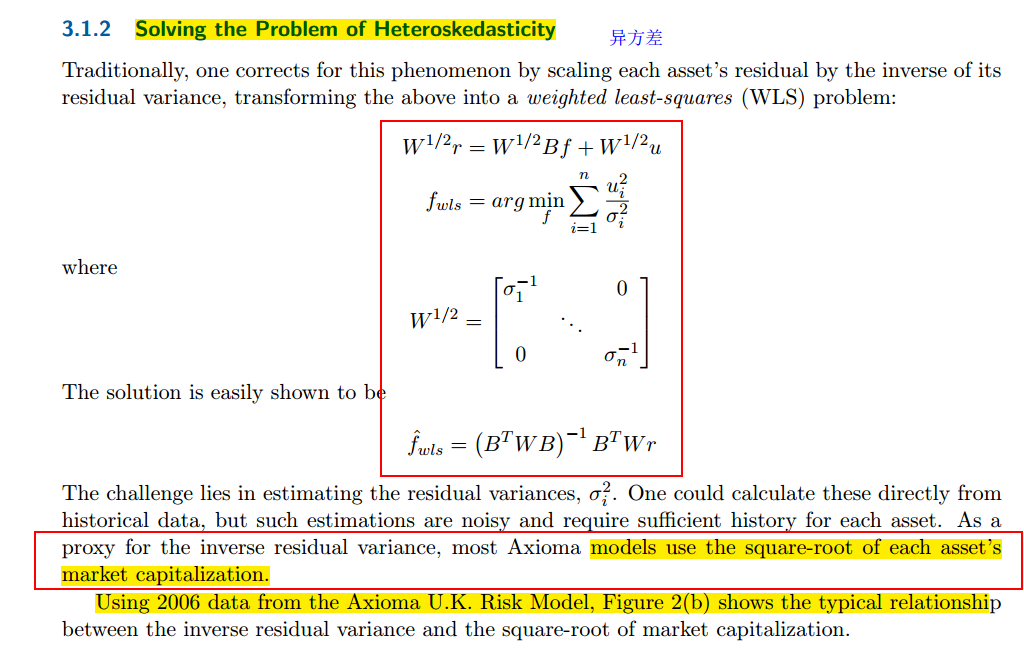 3.1.2 Solving the Problem of Heteroskedasticity
异方差
Traditionally, one corrects for this phenomenon by scaling each asset's residual by the inverse of its
residual variance, transforming the above into a weighted least-squares (WLS) problem:
W^{1/2}r = W^{1/2}Bf + W^{1/2}u
f_{wls} = arg min_f \sum_{i=1}^{n} \frac{u_i^2}{σ_i^2}
where
W^{1/2} = \begin{bmatrix} σ_1^{-1} & & 0 \\ & \ddots & \\ 0 & & σ_n^{-1} \end{bmatrix}
The solution is easily shown to be
\hat{f}_{wls} = (B^T W B)^{-1} B^T W r
The challenge lies in estimating the residual variances, σ_i^2. One could calculate these directly from
historical data, but such estimations are noisy and require sufficient history for each asset. As a
proxy for the inverse residual variance, most Axioma models use the square-root of each asset's
market capitalization.
Using 2006 data from the Axioma U.K. Risk Model, Figure 2(b) shows the typical relationship
between the inverse residual variance and the square-root of market capitalization.